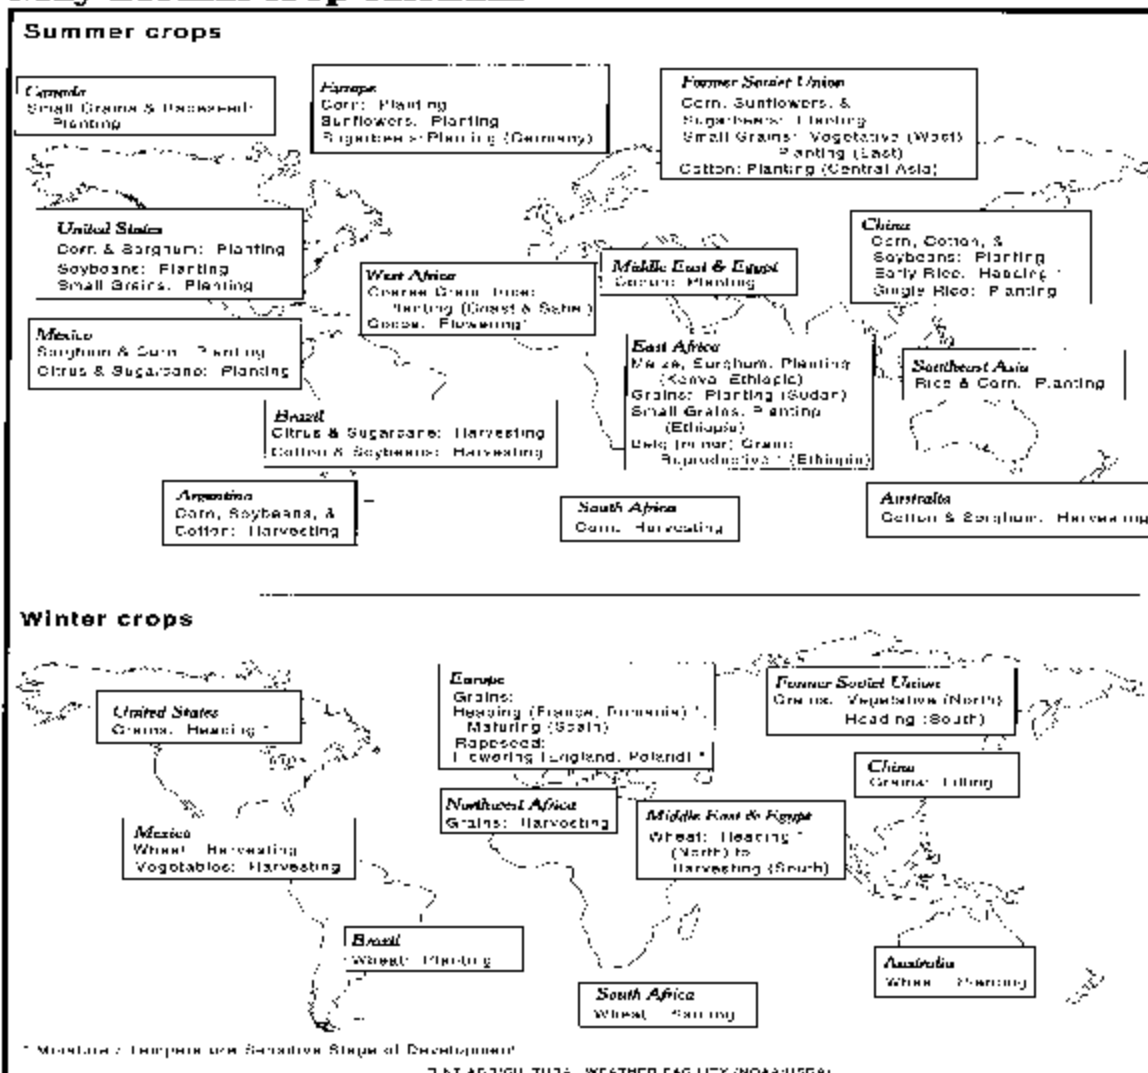 Summer crops
Canada
Small Grains & Rapeseed:
Planting
Europe
Corn: Planting
Sunflowers: Planting
Sugarbeets: Planting (Germany)
Former Soviet Union
Corn, Sunflowers, &
Sugarbeets: Planting
Small Grains: Vegetative (West)
Planting (East)
Cotton: Planting (Central Asia)
United States
Corn & Sorghum: Planting
Soybeans: Planting
Small Grains: Planting
West Africa
Coarse Grain
Planting (Coast & Sahel)
Cocoa: Flowering*
Middle East & Egypt
Cotton: Planting
China
Corn, Cotton, &
Soybeans: Planting
Early Rice: Heading *
Single Rice: Planting
Mexico
Sorghum & Corn: Planting
Citrus & Sugarcane: Planting
East Africa
Maize, Sorghum: Planting
(Kenya, Ethiopia)
Grains: Planting (Sudan)
Small Grains: Planting
(Ethiopia)
Belg (minor) Grain:
Reproductive * (Ethiopia)
Southeast Asia
Rice & Corn: Planting
Brazil
Citrus & Sugarcane: Harvesting
Cotton & Soybeans: Harvesting
Argentina
Corn, Soybeans, &
Cotton: Harvesting
South Africa
Corn: Harvesting
Australia
Cotton & Sorghum: Harvesting
Winter crops
United States
Grains: Heading *
Europe
Grains:
Heading (France, Romania) *,
Maturing (Spain)
Rapeseed:
Flowering (England, Poland) *
Former Soviet Union
Grains: Vegetative (North)
Heading (South)
China
Grains: Filling
Northwest Africa
Grains: Harvesting
Middle East & Egypt
Wheat: Heading *
(North) to
Harvesting (South)
Mexico
Wheat: Harvesting
Vegetables: Harvesting
Brazil
Wheat: Planting
Australia
Wheat: Planting
South Africa
Wheat: Planting
* Moisture / Temperature Sensitive Stage of Development
JOINT AGRICULTURAL WEATHER FACILITY (NOAA/USDA)